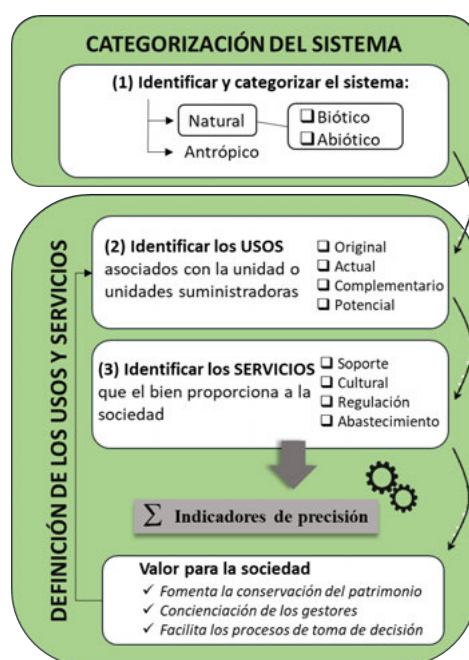 CATEGORIZACIÓN DEL SISTEMA
(1) Identificar y categorizar el sistema:
Natural
Biótico
Abiótico
Antrópico
DEFINICIÓN DE LOS USOS Y SERVICIOS
(2) Identificar los USOS
asociados con la unidad o
unidades suministradoras
Original
Actual
Complementario
Potencial
(3) Identificar los SERVICIOS
que el bien proporciona a la
sociedad
Soporte
Cultural
Regulación
Abastecimiento
∑ Indicadores de precisión
Valor para la sociedad
✓ Fomenta la conservación del patrimonio
✓ Concienciación de los gestores
✓ Facilita los procesos de toma de decisión